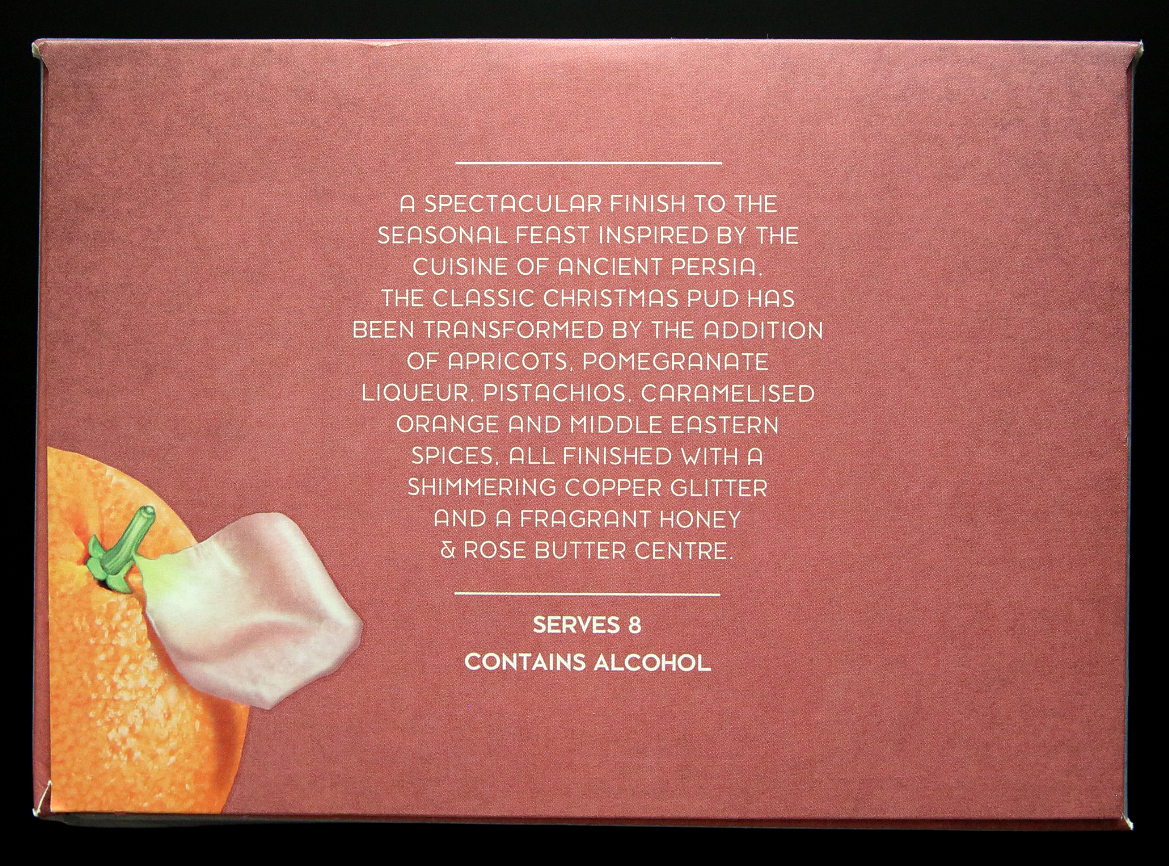 A SPECTACULAR FINISH TO THE
SEASONAL FEAST INSPIRED BY THE
CUISINE OF ANCIENT PERSIA.
THE CLASSIC CHRISTMAS PUD HAS
BEEN TRANSFORMED BY THE ADDITION
OF APRICOTS, POMEGRANATE
LIQUEUR, PISTACHIOS, CARAMELISED
ORANGE AND MIDDLE EASTERN
SPICES, ALL FINISHED WITH A
SHIMMERING COPPER GLITTER
AND A FRAGRANT HONEY
& ROSE BUTTER CENTRE.
SERVES 8
CONTAINS ALCOHOL